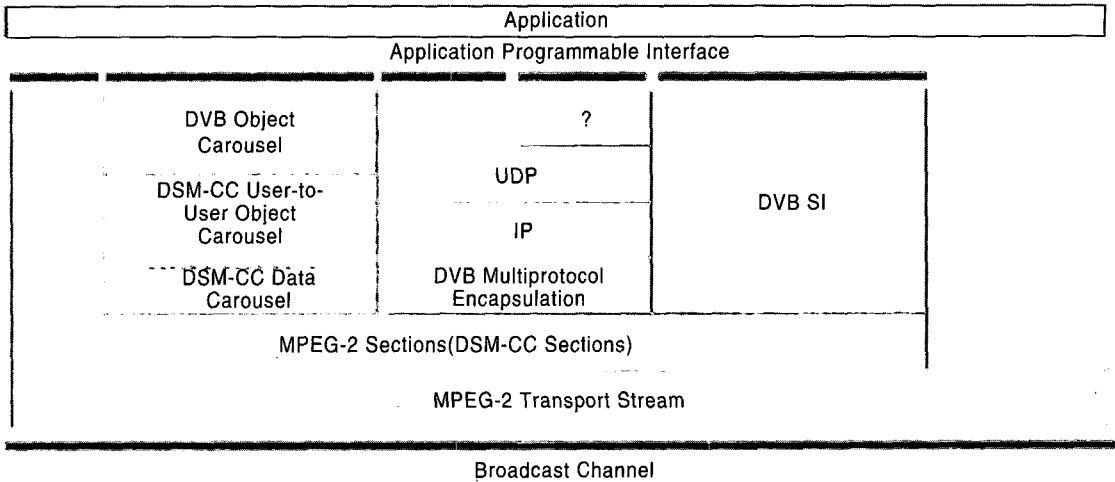 Application
Application Programmable Interface
DVB Object
Carousel
DSM-CC User-to-
User Object
Carousel
DSM-CC Data
Carousel
?
UDP
IP
DVB Multiprotocol
Encapsulation
DVB SI
MPEG-2 Sections(DSM-CC Sections)
MPEG-2 Transport Stream
Broadcast Channel